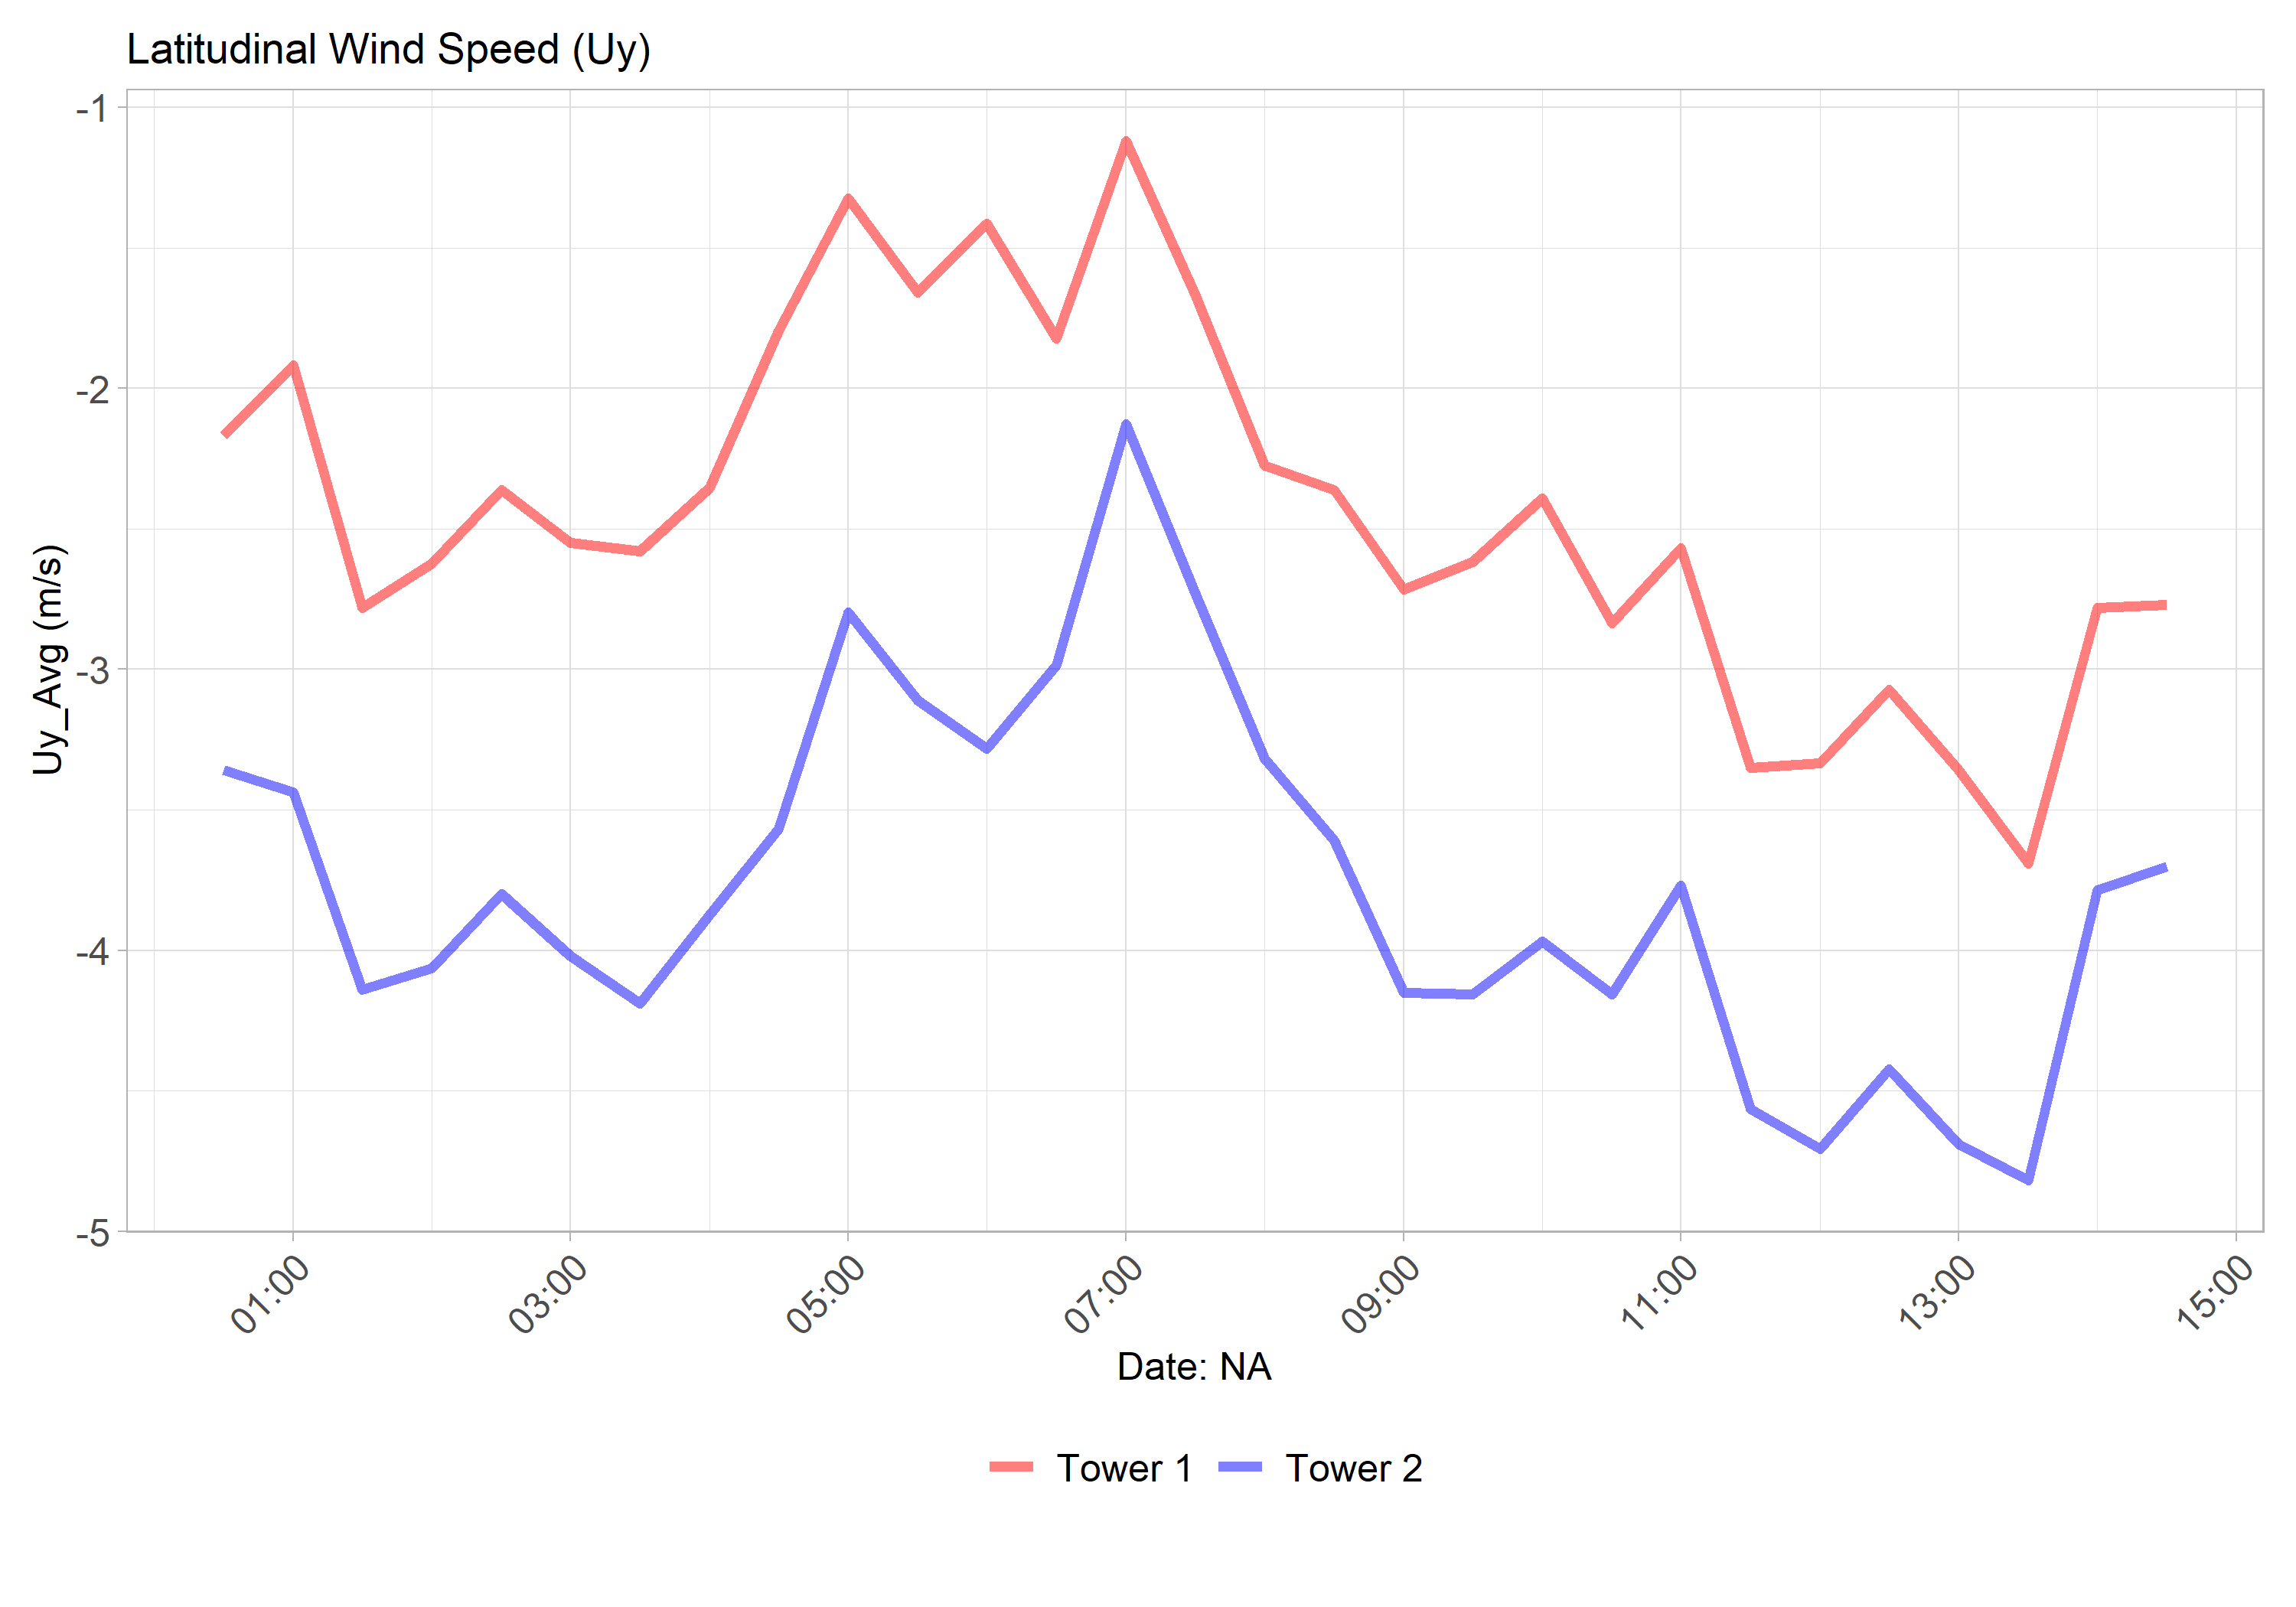 Latitudinal Wind Speed (Uy)
Uy_Avg (m/s)
-1
-2
-3
-4
-5
01:00 03:00 05:00 07:00 09:00 11:00 13:00 15:00
Date: NA
Tower 1 Tower 2